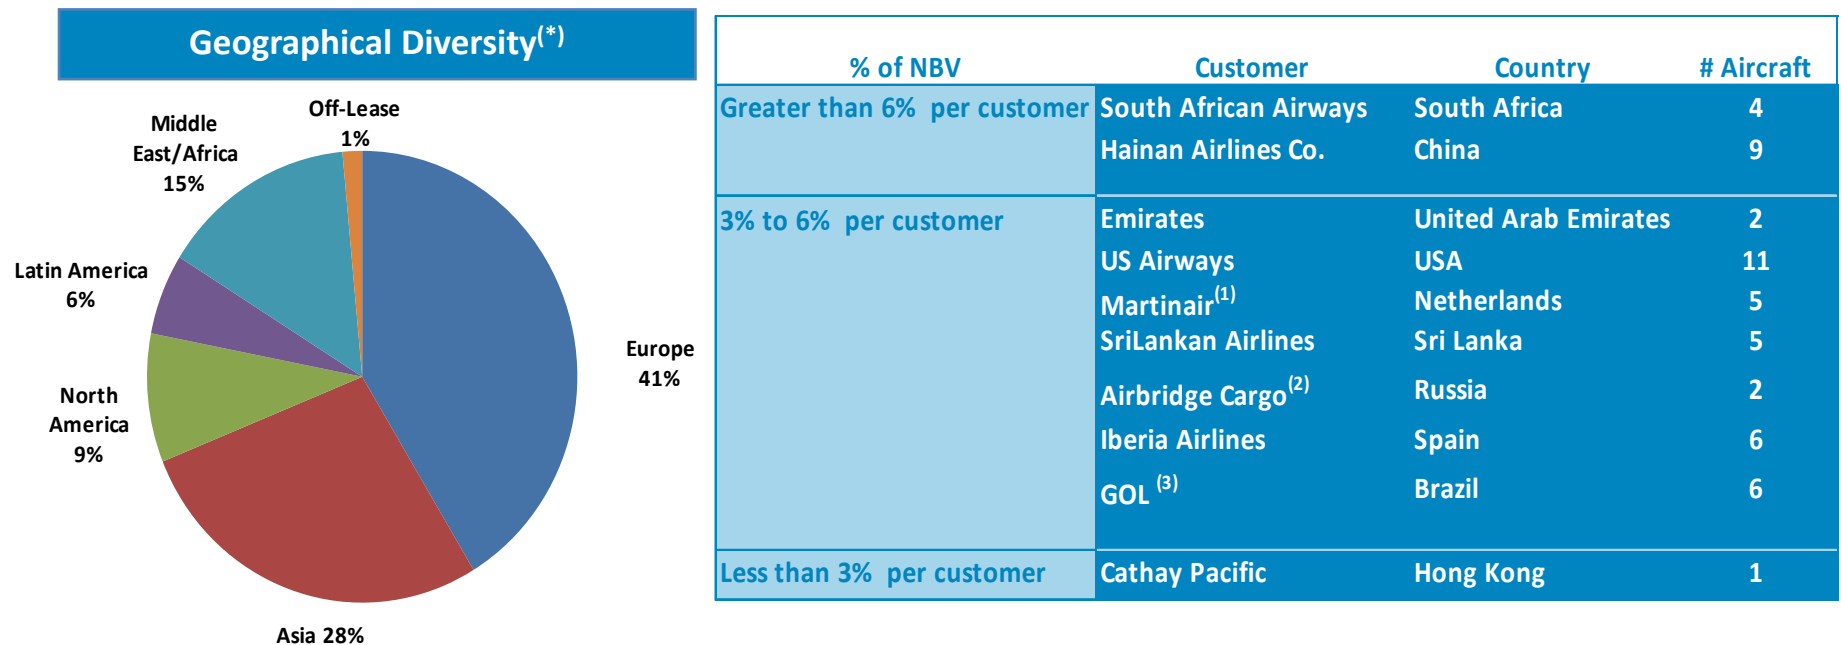 Geographical Diversity(*)
Off-Lease
1%
Middle
East/Africa
15%
Latin America
6%
North
America
9%
Europe
41%
Asia 28%
% of NBV Customer Country # Aircraft
Greater than 6% per customer South African Airways South Africa 4
Hainan Airlines Co. China 9
3% to 6% per customer Emirates United Arab Emirates 2
US Airways USA 11
Martinair(1) Netherlands 5
SriLankan Airlines Sri Lanka 5
Airbridge Cargo(2) Russia 2
Iberia Airlines Spain 6
GOL (3) Brazil 6
Less than 3% per customer Cathay Pacific Hong Kong 1